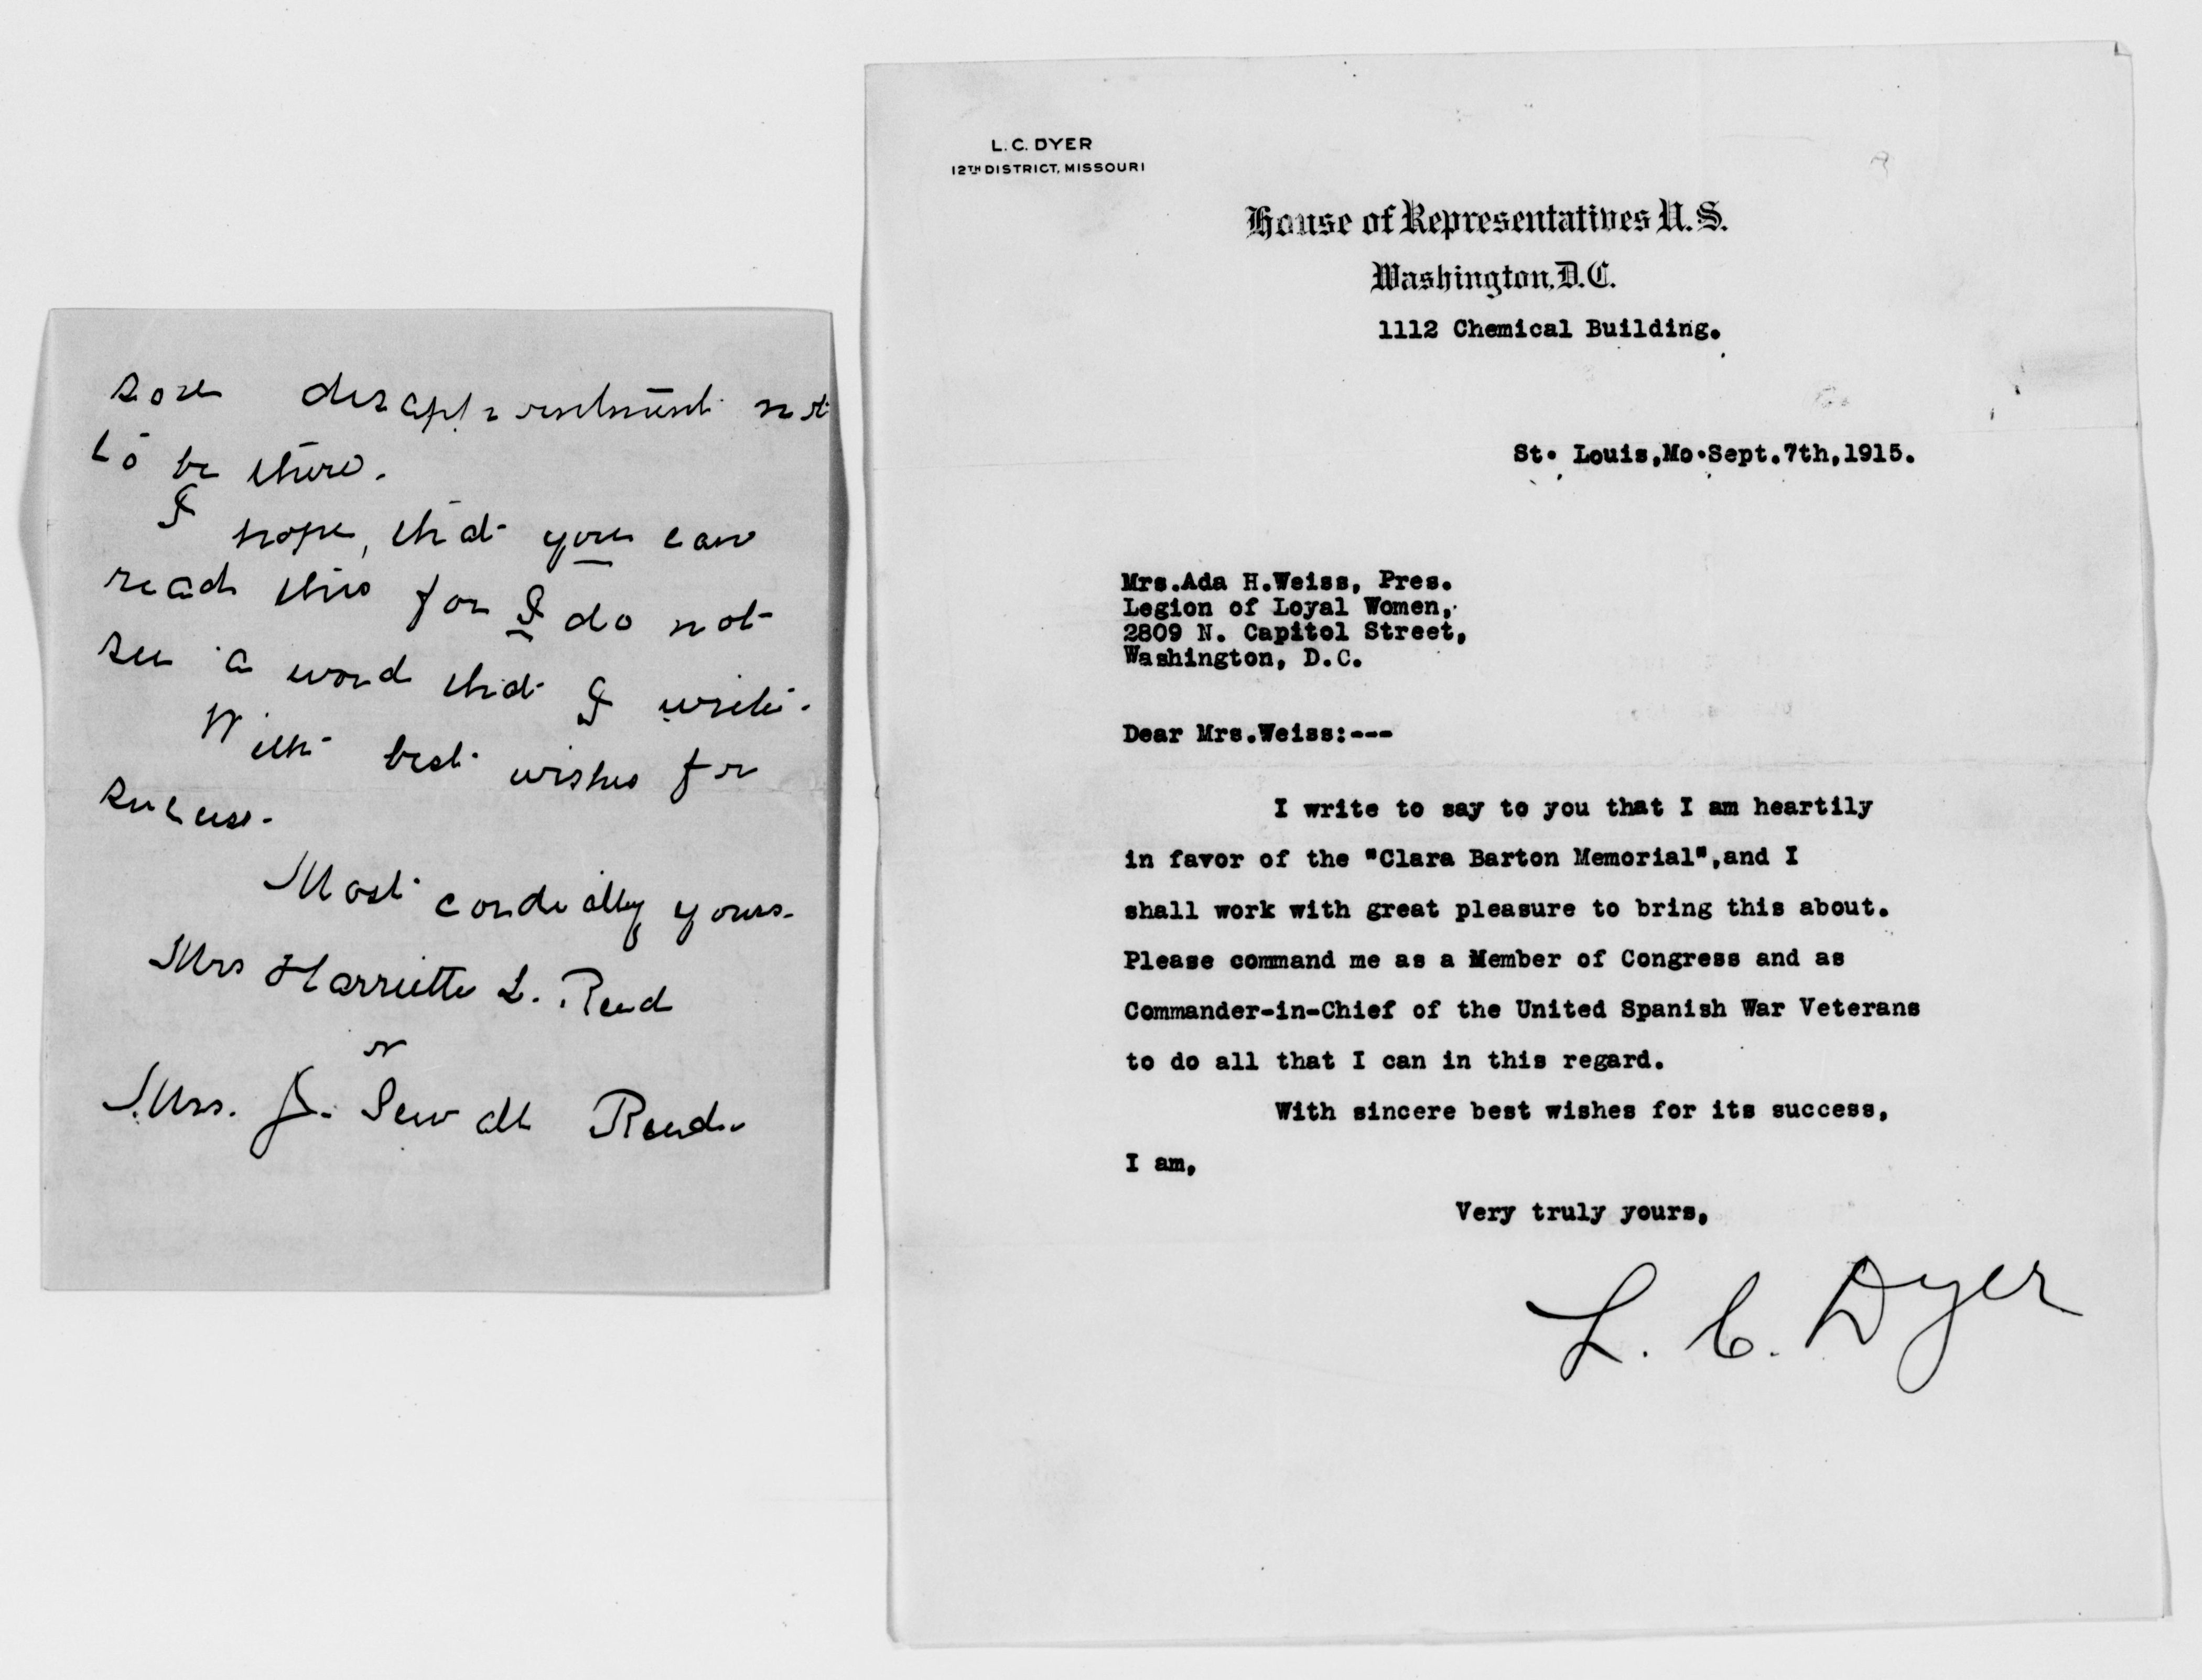 sore disappointment not
to be there.
I hope, that you can
read this for I do not
see a word that I write.
With best wishes for
success.
Most cordially yours.
Mrs Harriette L. Reed
or
Mrs. J. Sewall Reed.
L. C. DYER
12TH DISTRICT, MISSOURI
House of Representatives U. S.
Washington, D. C.
1112 Chemical Building.
St. Louis,Mo.Sept.7th,1915.
Mrs.Ada H.Weiss, Pres.
Legion of Loyal Women,
2809 N. Capitol Street,
Washington, D.C.
Dear Mrs.Weiss:---
I write to say to you that I am heartily
in favor of the "Clara Barton Memorial",and I
shall work with great pleasure to bring this about.
Please command me as a Member of Congress and as
Commander-in-Chief of the United Spanish War Veterans
to do all that I can in this regard.
With sincere best wishes for its success,
I am,
Very truly yours,
L. C. Dyer